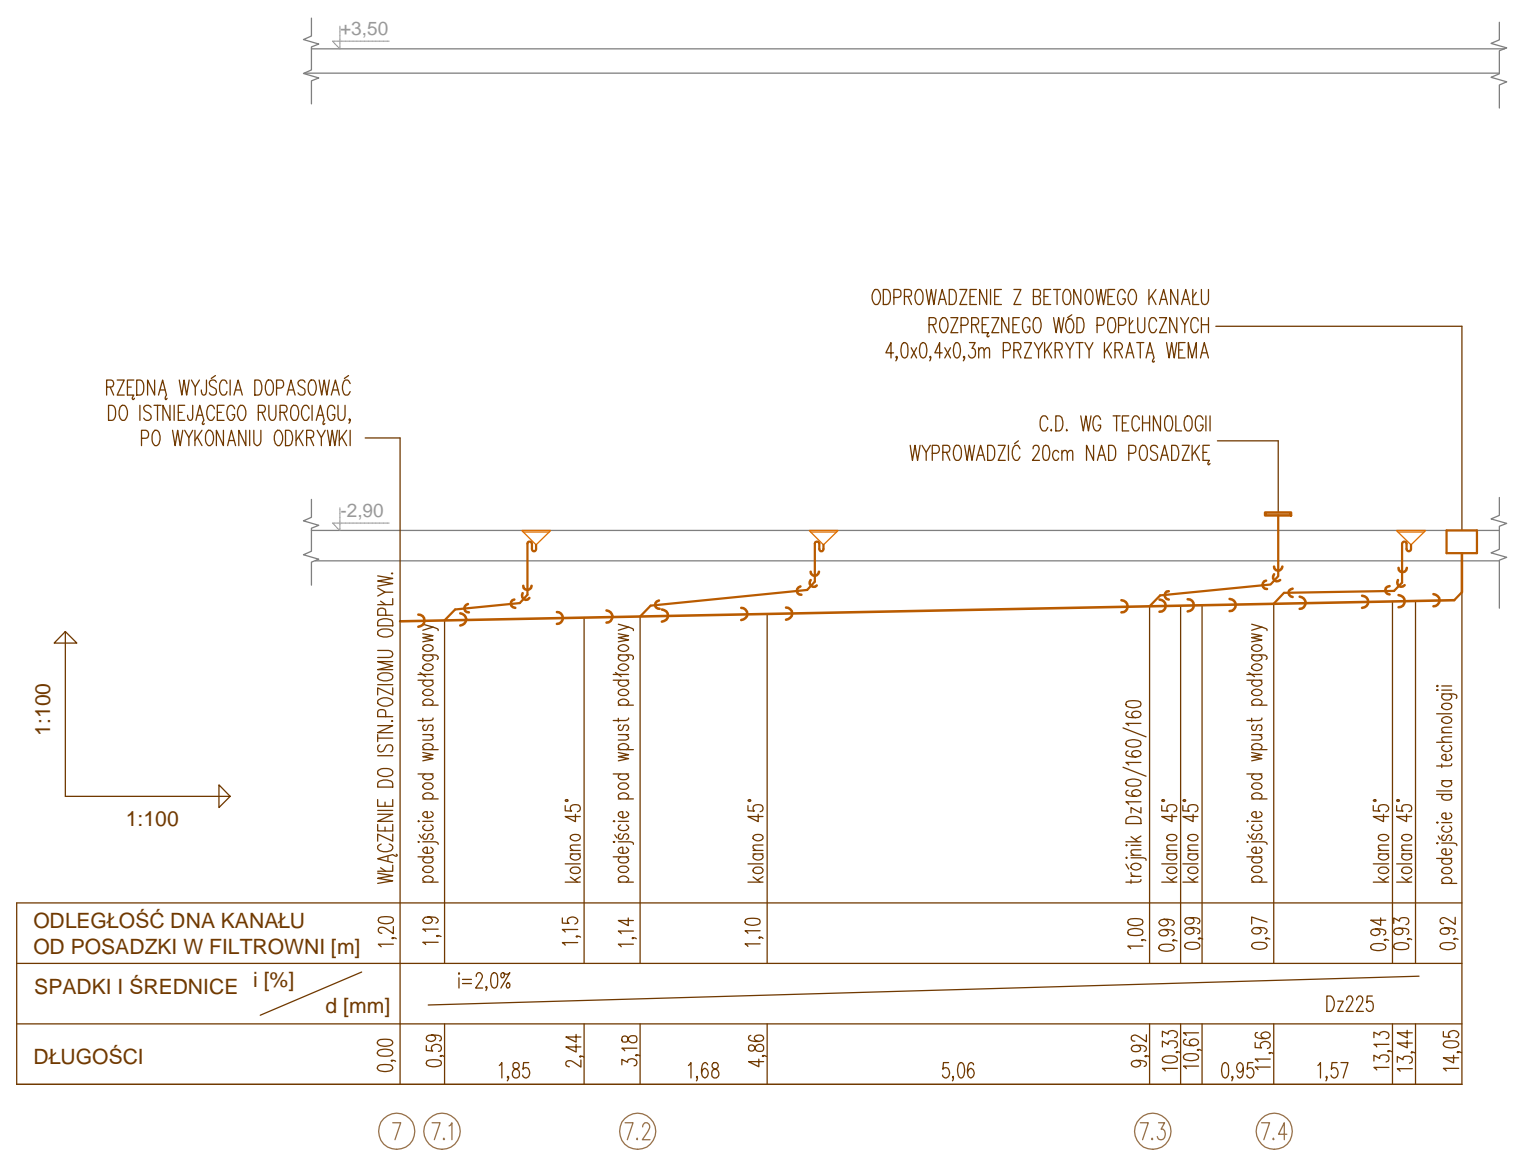 +3,50
ODPROWADZENIE Z BETONOWEGO KANAŁU
ROZPRĘZNEGO WÓD POPŁUCZNYCH
4,0x0,4x0,3m PRZYKRYTY KRATĄ WEMA
RZĘDNĄ WYJŚCIA DOPASOWAĆ
DO ISTNIEJĄCEGO RUROCIĄGU,
PO WYKONANIU ODKRYWKI
C.D. WG TECHNOLOGII
WYPROWADZIĆ 20cm NAD POSADZKĘ
-2,90
1:100
1:100
WŁĄCZENIE DO ISTN.POZIOMU ODPŁYW.
podejście pod wpust podłogowy
kolano 45°
podejście pod wpust podłogowy
kolano 45°
trójnik Dz160/160/160
kolano 45°
kolano 45°
podejście pod wpust podłogowy
kolano 45°
kolano 45°
podejście dla technologii
ODLEGŁOŚĆ DNA KANAŁU
OD POSADZKI W FILTROWNI [m]
1,20
1,19
1,15
1,14
1,10
1,00
0,99
0,99
0,97
0,94
0,93
0,92
SPADKI I ŚREDNICE i [%]
d [mm]
i=2,0%
Dz225
DŁUGOŚCI
0,00
0,59
1,85
2,44
3,18
1,68
4,86
5,06
9,92
10,33
10,61
0,95
11,56
1,57
13,13
13,44
14,05
7
7.1
7.2
7.3
7.4